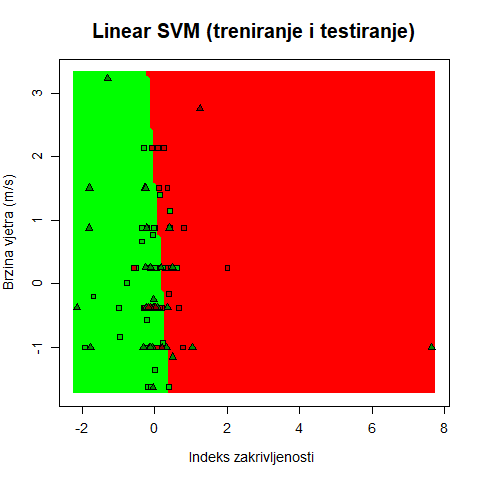 Linear SVM (treniranje i testiranje)
Brzina vjetra (m/s)
3
2
1
0
-1
-2 0 2 4 6 8
Indeks zakrivljenosti